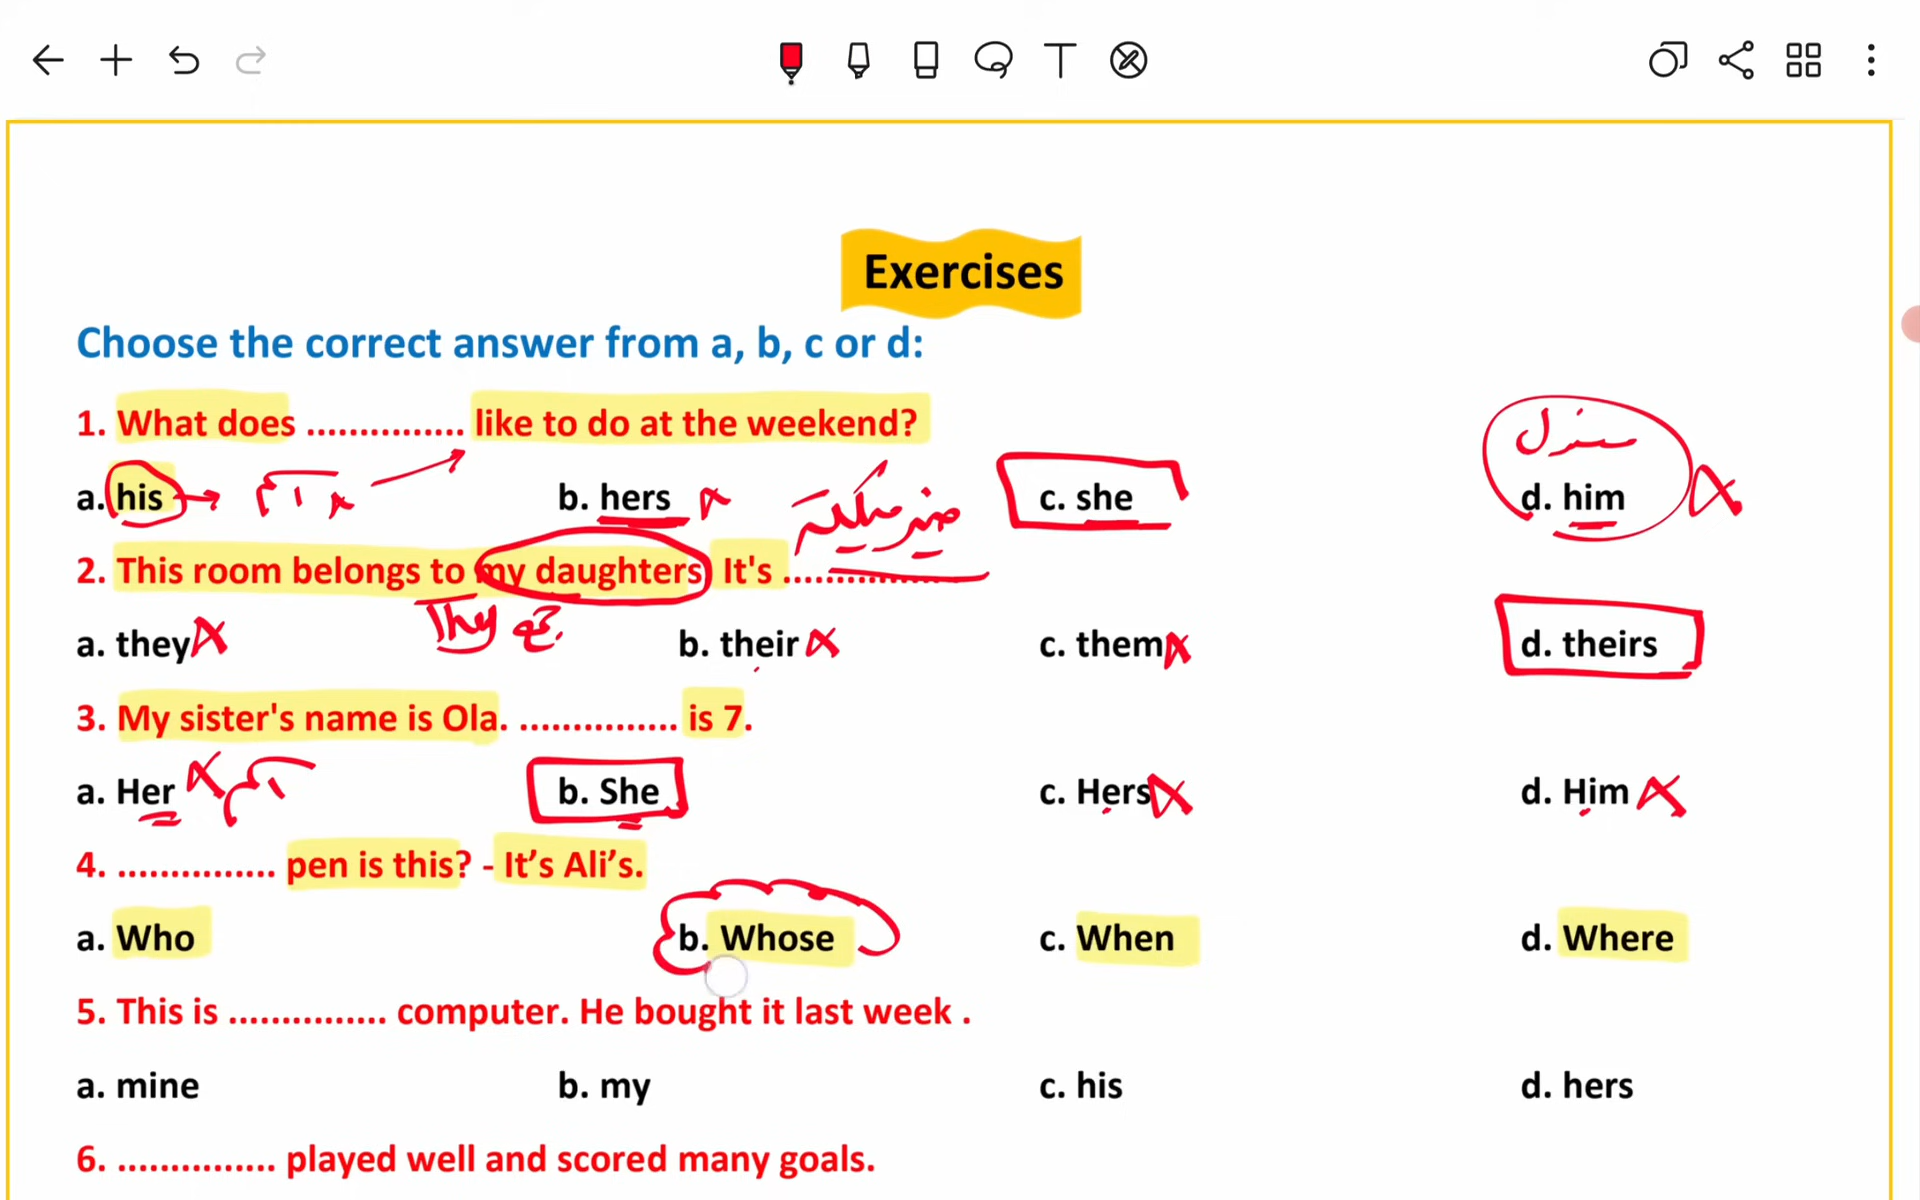 Exercises
Choose the correct answer from a, b, c or d:
1. What does ............... like to do at the weekend?
a. his b. hers c. she d. him
2. This room belongs to my daughters. It's ...................
They
a. they b. their c. them d. theirs
3. My sister's name is Ola. ............... is 7.
a. Her b. She c. Hers d. Him
4. ............... pen is this? - It’s Ali’s.
a. Who b. Whose c. When d. Where
5. This is ............... computer. He bought it last week .
a. mine b. my c. his d. hers
6. ............... played well and scored many goals.